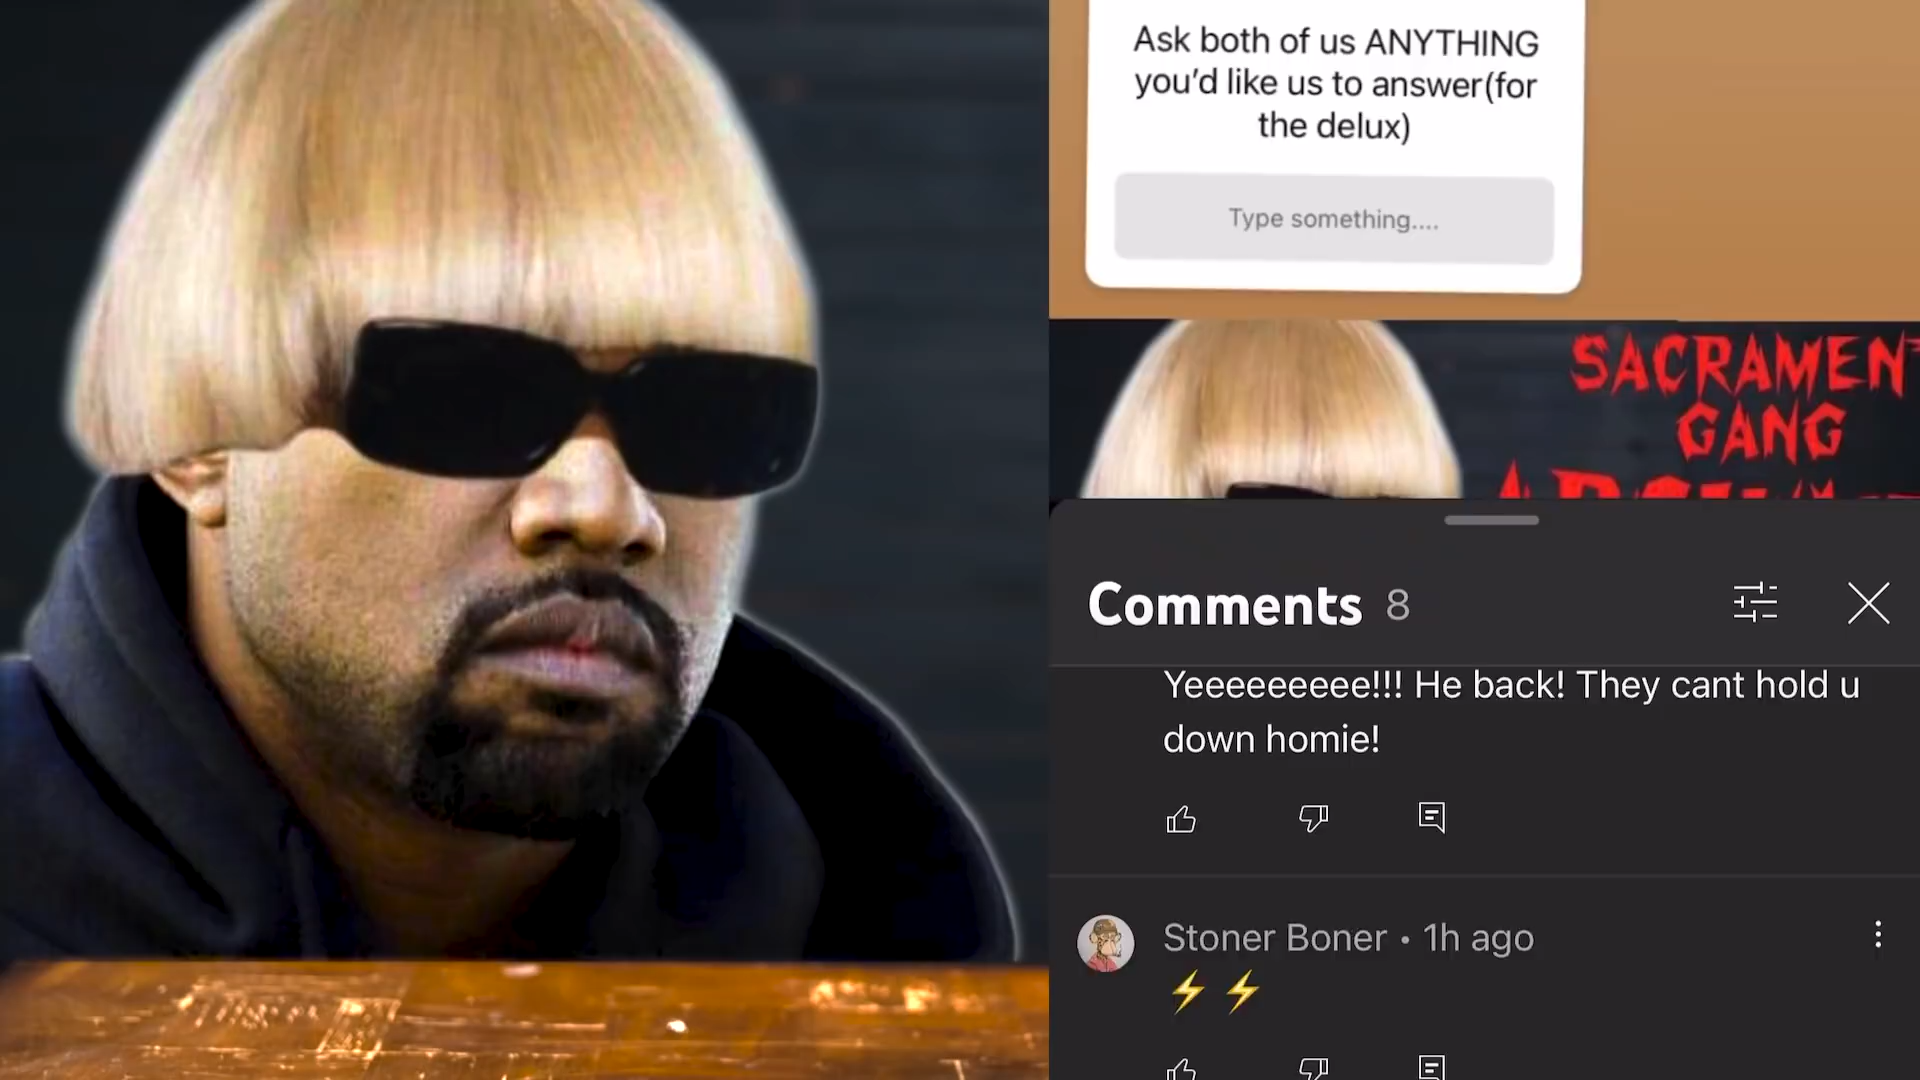 Ask both of us ANYTHING
you’d like us to answer(for
the delux)
Type something....
SACRAMEN
GANG
Comments 8
Yeeeeeeeee!!! He back! They cant hold u
down homie!
Stoner Boner • 1h ago
⚡⚡